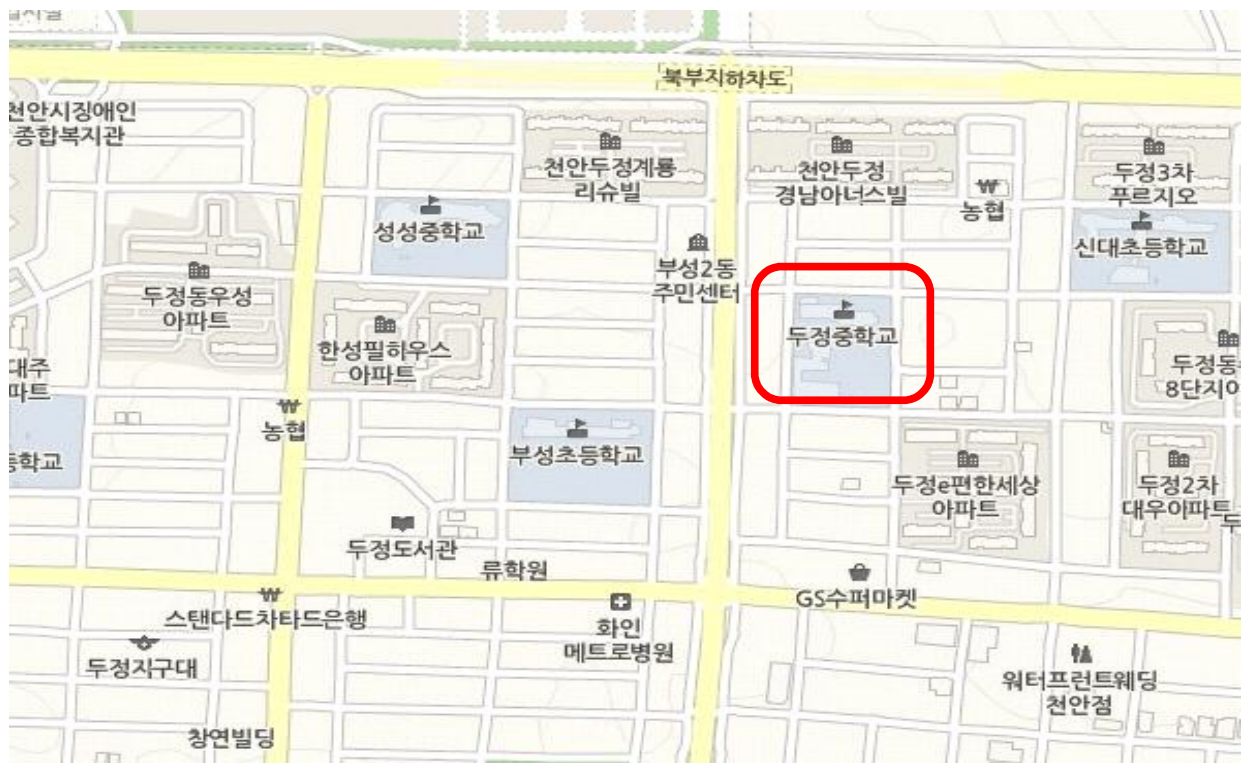 북부지하차도
천안시장애인
종합복지관
천안두정계룡
리슈빌
천안두정
경남아너스빌
농협
두정3차
푸르지오
성성중학교
신대초등학교
부성2동
주민센터
두정동우성
아파트
한성필하우스
아파트
두정중학교
대주
파트
두정동
8단지
농협
등학교
부성초등학교
두정e편한세상
아파트
두정2차
대우아파트
두
두정도서관
류학원
GS수퍼마켓
스탠다드차타드은행
화인
메트로병원
두정지구대
워터프런트웨딩
천안점
창연빌딩